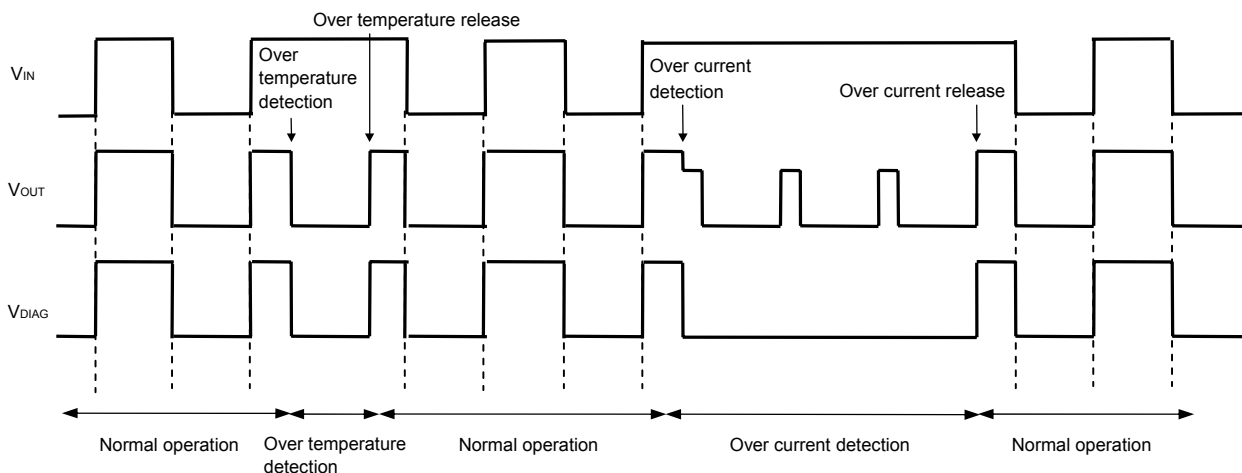 Over temperature release
Over
temperature
detection
VIN
Over current
detection
Over current release
VOUT
VDIAG
Normal operation
Over temperature
detection
Normal operation
Over current detection
Normal operation